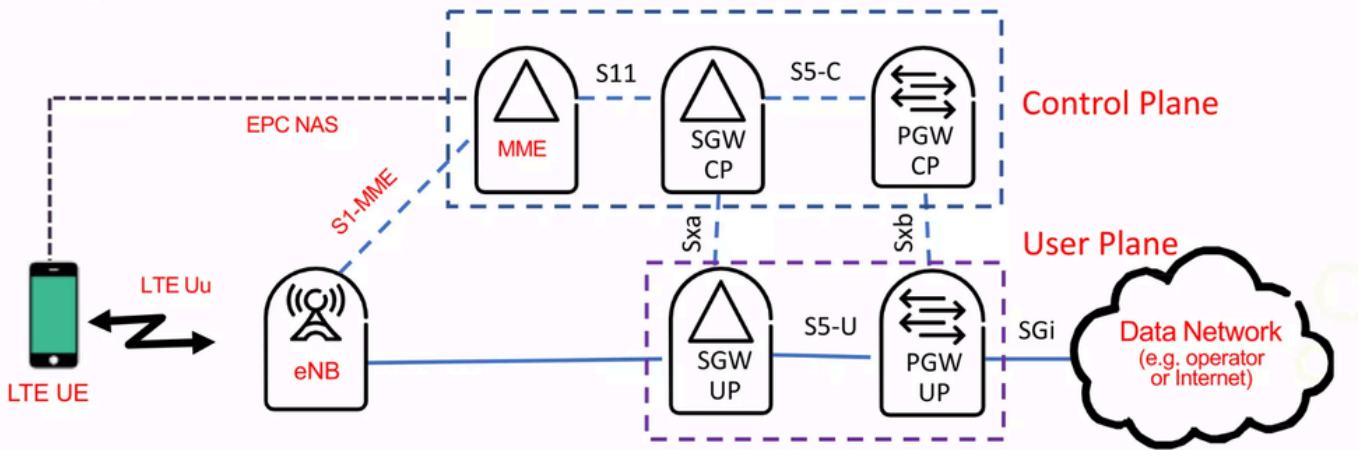 S11
S5-C
Control Plane
EPC NAS
MME
SGW
CP
PGW
CP
S1-MME
Sxa
Sxb
User Plane
LTE Uu
S5-U
SGi
Data Network
(e.g. operator
or Internet)
eNB
SGW
UP
PGW
UP
LTE UE